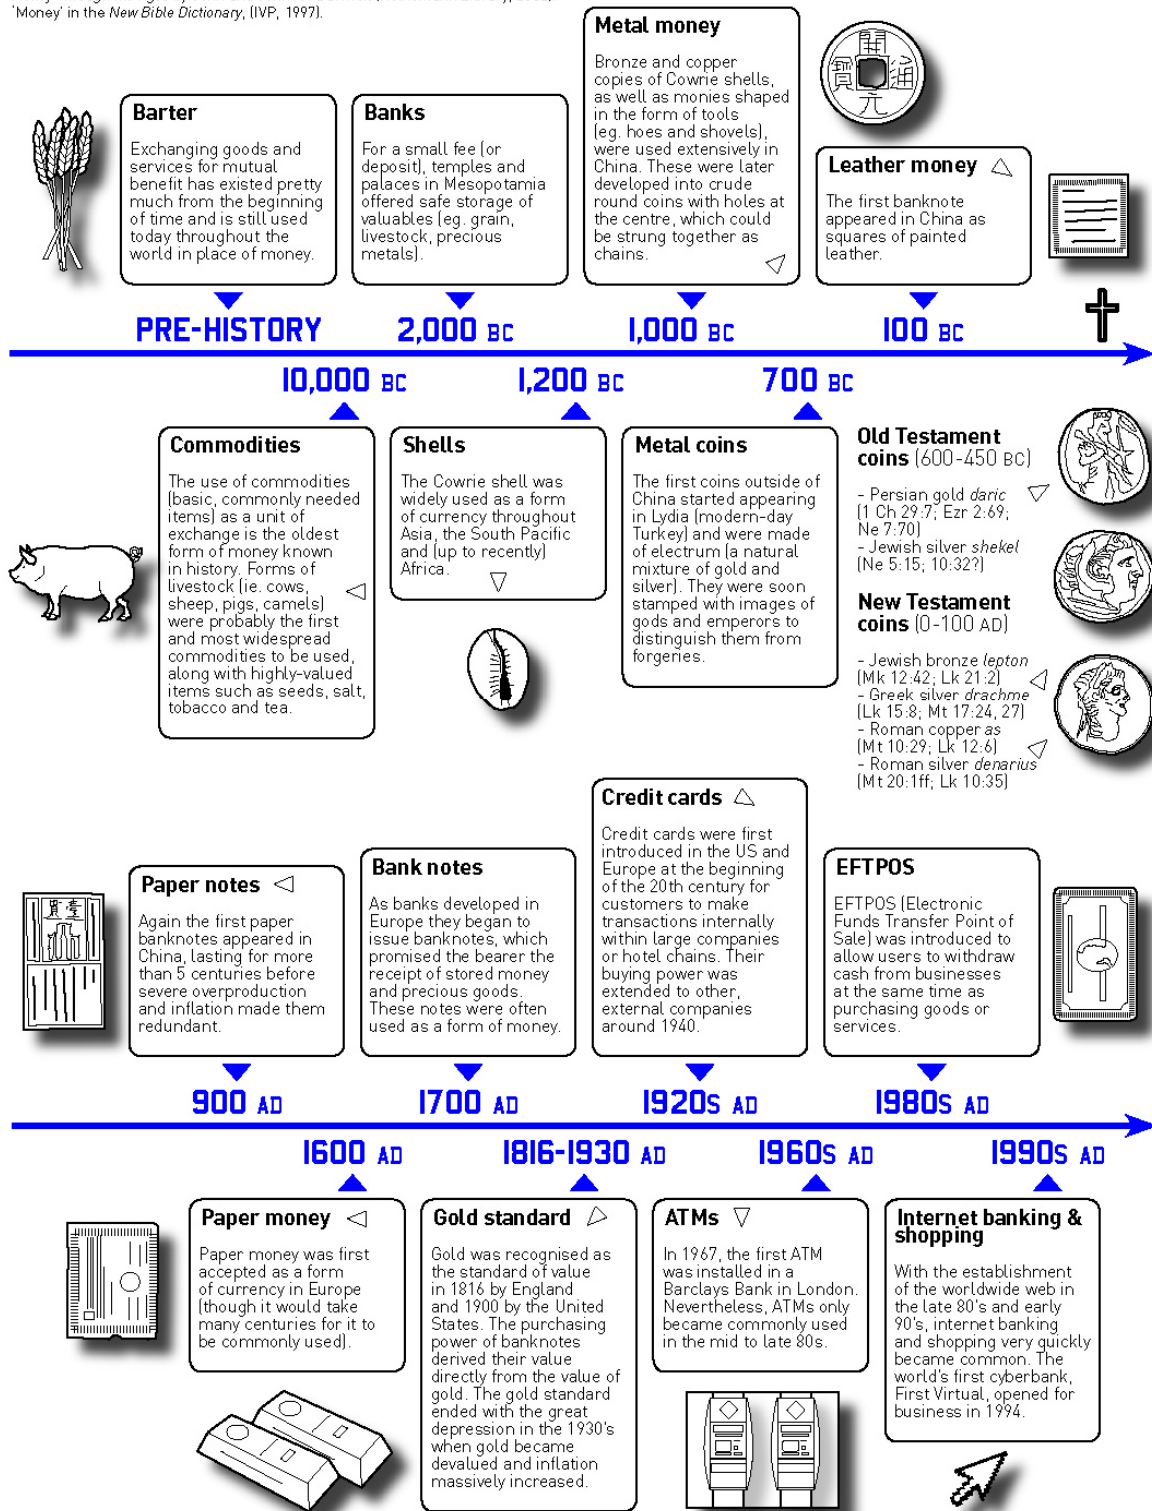 'Money' in the New Bible Dictionary, (IVP, 1997).
Barter
Exchanging goods and
services for mutual
benefit has existed pretty
much from the beginning
of time and is still used
today throughout the
world in place of money.
Banks
For a small fee (or
deposit), temples and
palaces in Mesopotamia
offered safe storage of
valuables (eg. grain,
livestock, precious
metals).
Metal money
Bronze and copper
copies of Cowrie shells,
as well as monies shaped
in the form of tools
(eg. hoes and shovels),
were used extensively in
China. These were later
developed into crude
round coins with holes at
the centre, which could
be strung together as
chains.
開
寶 通
元
Leather money
The first banknote
appeared in China as
squares of painted
leather.
PRE-HISTORY
2,000 BC
1,000 BC
100 BC
10,000 BC
1,200 BC
700 BC
Commodities
The use of commodities
(basic, commonly needed
items) as a unit of
exchange is the oldest
form of money known
in history. Forms of
livestock (ie. cows,
sheep, pigs, camels)
were probably the first
and most widespread
commodities to be used,
along with highly-valued
items such as seeds, salt,
tobacco and tea.
Shells
The Cowrie shell was
widely used as a form
of currency throughout
Asia, the South Pacific
and (up to recently)
Africa.
Metal coins
The first coins outside of
China started appearing
in Lydia (modern-day
Turkey) and were made
of electrum (a natural
mixture of gold and
silver). They were soon
stamped with images of
gods and emperors to
distinguish them from
forgeries.
Old Testament
coins (600-450 BC)
- Persian gold daric
(1 Ch 29:7; Ezr 2:69;
Ne 7:70)
- Jewish silver shekel
(Ne 5:15; 10:32?)
New Testament
coins (0-100 AD)
- Jewish bronze lepton
(Mk 12:42; Lk 21:2)
- Greek silver drachme
(Lk 15:8; Mt 17:24, 27)
- Roman copper as
(Mt 10:29; Lk 12:6)
- Roman silver denarius
(Mt 20:1ff; Lk 10:35)
Paper notes
Again the first paper
banknotes appeared in
China, lasting for more
than 5 centuries before
severe overproduction
and inflation made them
redundant.
Bank notes
As banks developed in
Europe they began to
issue banknotes, which
promised the bearer the
receipt of stored money
and precious goods.
These notes were often
used as a form of money.
Credit cards
Credit cards were first
introduced in the US and
Europe at the beginning
of the 20th century for
customers to make
transactions internally
within large companies
or hotel chains. Their
buying power was
extended to other,
external companies
around 1940.
EFTPOS
EFTPOS (Electronic
Funds Transfer Point of
Sale) was introduced to
allow users to withdraw
cash from businesses
at the same time as
purchasing goods or
services.
900 AD
1700 AD
1920S AD
1980S AD
1600 AD
1816-1930 AD
1960S AD
1990S AD
Paper money
Paper money was first
accepted as a form
of currency in Europe
(though it would take
many centuries for it to
be commonly used).
Gold standard
Gold was recognised as
the standard of value
in 1816 by England
and 1900 by the United
States. The purchasing
power of banknotes
derived their value
directly from the value of
gold. The gold standard
ended with the great
depression in the 1930's
when gold became
devalued and inflation
massively increased.
ATMs
In 1967, the first ATM
was installed in a
Barclays Bank in London.
Nevertheless, ATMs only
became commonly used
in the mid to late 80s.
Internet banking &
shopping
With the establishment
of the worldwide web in
the late 80's and early
90's, internet banking
and shopping very quickly
became common. The
world's first cyberbank,
First Virtual, opened for
business in 1994.